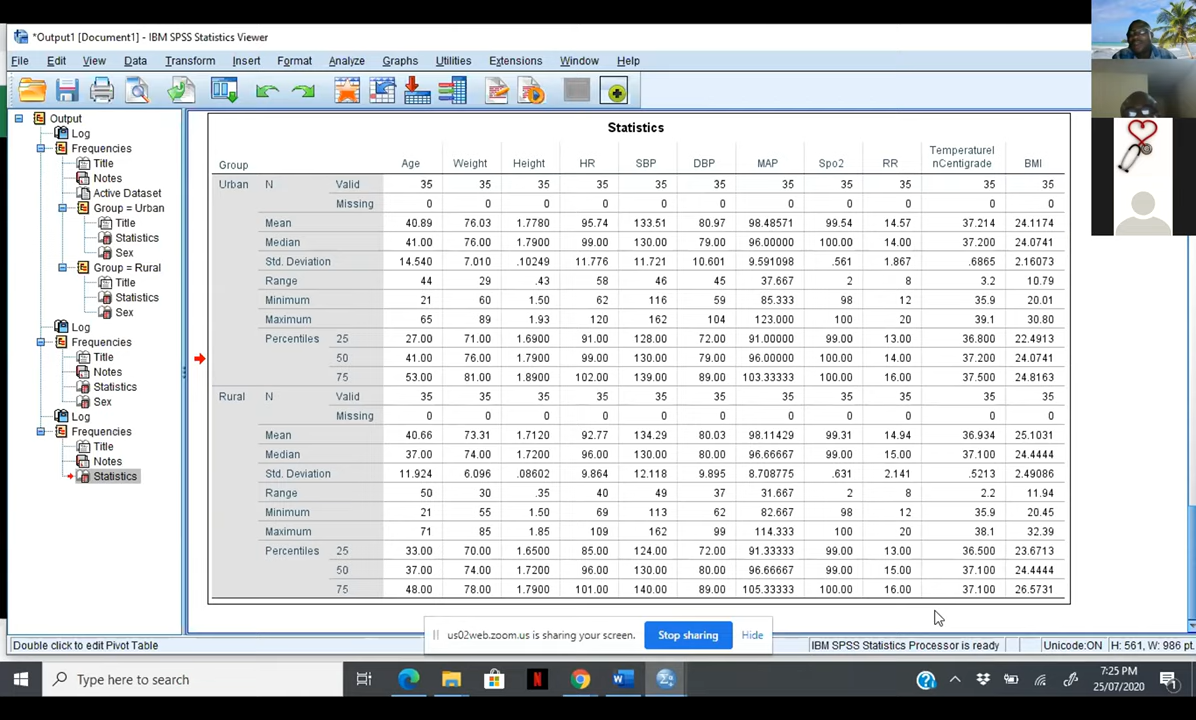 *Output1 [Document1] - IBM SPSS Statistics Viewer
File Edit View Data Transform Insert Format Analyze Graphs Utilities Extensions Window Help
Output
Log
Frequencies
Title
Notes
Active Dataset
Group = Urban
Title
Statistics
Sex
Group = Rural
Title
Statistics
Sex
Log
Frequencies
Title
Notes
Statistics
Sex
Log
Frequencies
Title
Notes
Statistics
Statistics
Group Age Weight Height HR SBP DBP MAP Spo2 RR TemperatureI nCentigrade BMI
Urban N Valid 35 35 35 35 35 35 35 35 35 35 35
Missing 0 0 0 0 0 0 0 0 0 0 0
Mean 40.89 76.03 1.7780 95.74 133.51 80.97 98.48571 99.54 14.57 37.214 24.1174
Median 41.00 76.00 1.7900 99.00 130.00 79.00 96.00000 100.00 14.00 37.200 24.0741
Std. Deviation 14.540 7.010 .10249 11.776 11.721 10.601 9.591098 .561 1.867 .6865 2.16073
Range 44 29 .43 58 46 45 37.667 2 8 3.2 10.79
Minimum 21 60 1.50 62 116 59 85.333 98 12 35.9 20.01
Maximum 65 89 1.93 120 162 104 123.000 100 20 39.1 30.80
Percentiles 25 27.00 71.00 1.6900 91.00 128.00 72.00 91.00000 99.00 13.00 36.800 22.4913
50 41.00 76.00 1.7900 99.00 130.00 79.00 96.00000 100.00 14.00 37.200 24.0741
75 53.00 81.00 1.8900 102.00 139.00 89.00 103.33333 100.00 16.00 37.500 24.8163
Rural N Valid 35 35 35 35 35 35 35 35 35 35 35
Missing 0 0 0 0 0 0 0 0 0 0 0
Mean 40.66 73.31 1.7120 92.77 134.29 80.03 98.11429 99.31 14.94 36.934 25.1031
Median 37.00 74.00 1.7200 96.00 130.00 80.00 96.66667 99.00 15.00 37.100 24.4444
Std. Deviation 11.924 6.096 .08602 9.864 12.118 9.895 8.708775 .631 2.141 .5213 2.49086
Range 50 30 .35 40 49 37 31.667 2 8 2.2 11.94
Minimum 21 55 1.50 69 113 62 82.667 98 12 35.9 20.45
Maximum 71 85 1.85 109 162 99 114.333 100 20 38.1 32.39
Percentiles 25 33.00 70.00 1.6500 85.00 124.00 72.00 91.33333 99.00 13.00 36.500 23.6713
50 37.00 74.00 1.7200 96.00 130.00 80.00 96.66667 99.00 15.00 37.100 24.4444
75 48.00 78.00 1.7900 101.00 140.00 89.00 105.33333 100.00 16.00 37.100 26.5731
us02web.zoom.us is sharing your screen. Stop sharing Hide
Double click to edit Pivot Table IBM SPSS Statistics Processor is ready Unicode:ON H: 561, W: 986 pt.
Type here to search
7:25 PM
25/07/2020